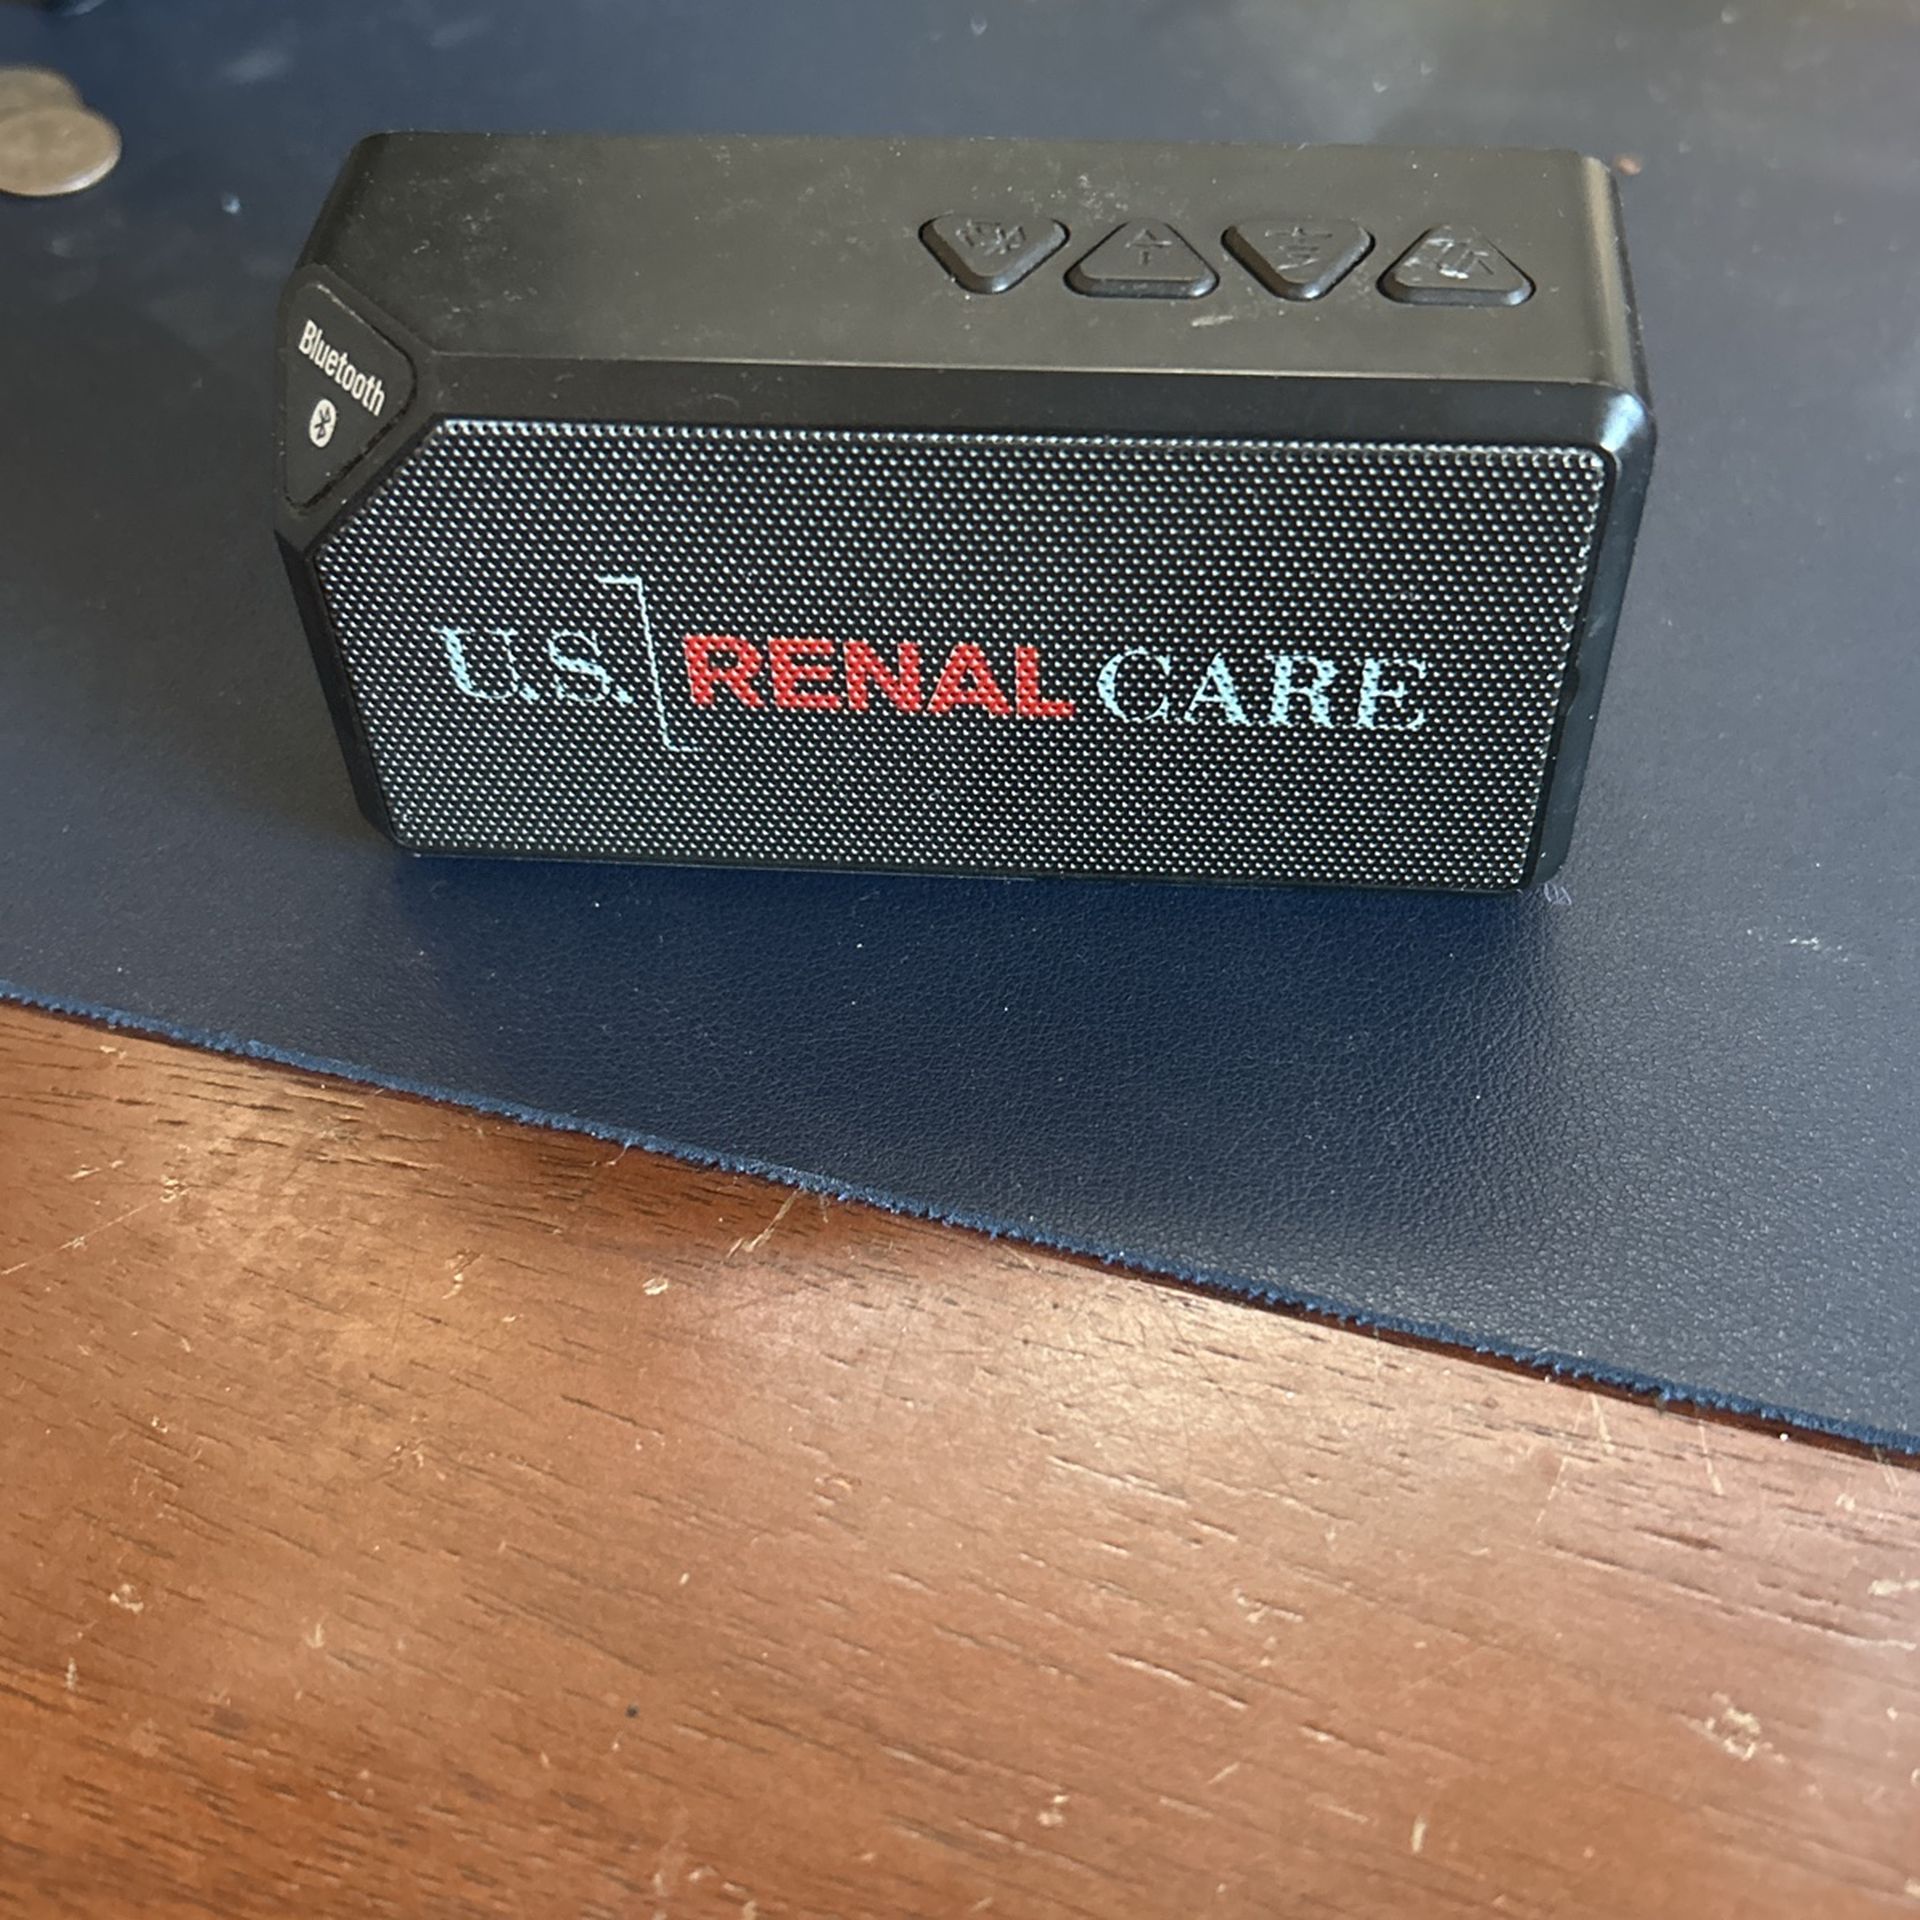 Bluetooth
U.S. RENAL CARE